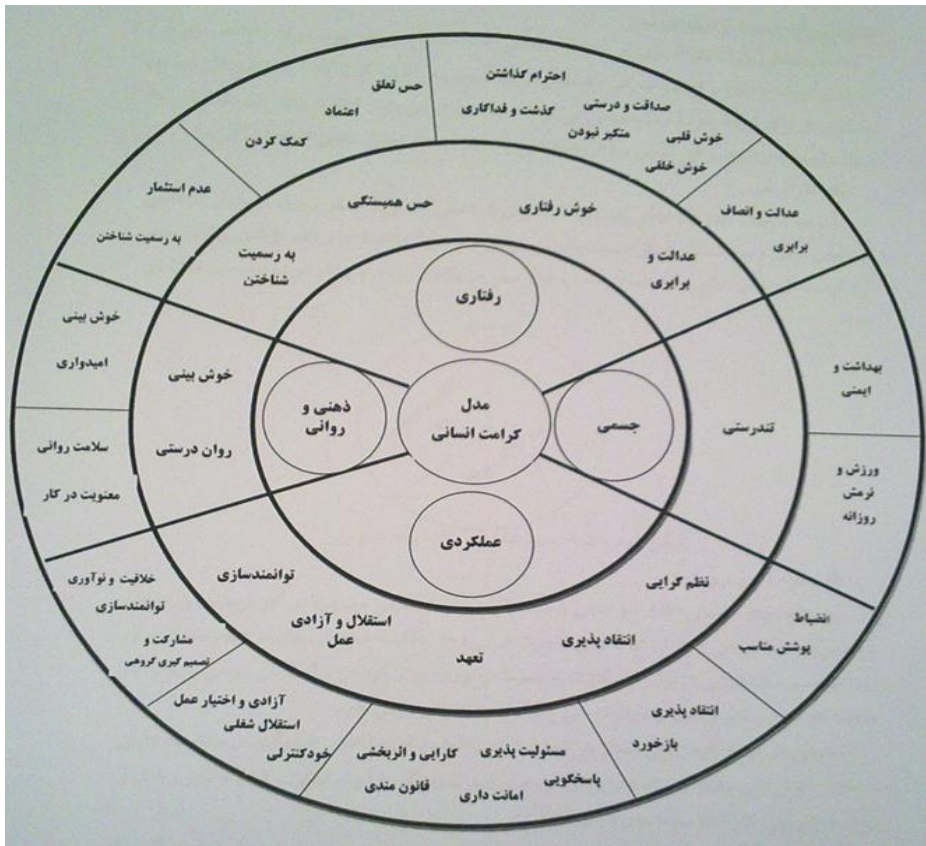 احترام گذاشتن
صداقت و درستی
گذشت و فداکاری
متکبر نبودن
خوش قلبی
خوش خلقی
حس تعلق
اعتماد
کمک کردن
عدم استثمار
به رسمیت شناختن
عدالت و انصاف
برابری
خوش رفتاری
حس همبستگی
به رسمیت
شناختن
عدالت و
برابری
رفتاری
بهداشت و
ایمنی
ورزش و
نرمش
روزانه
تندرستی
جسمی
مدل
کرامت انسانی
ذهنی و
روانی
خوش بینی
روان درستی
خوش بینی
امیدواری
سلامت روانی
معنویت در کار
عملکردی
نظم گرایی
انتقاد پذیری
تعهد
استقلال و آزادی
عمل
توانمندسازی
انضباط
پوشش مناسب
انتقاد پذیری
بازخورد
مسئولیت پذیری
کارایی و اثربخشی
پاسخگویی
امانت داری
قانون مندی
آزادی و اختیار عمل
استقلال شغلی
خودکنترلی
خلاقیت و نوآوری
توانمندسازی
مشارکت و
تصمیم گیری گروهی